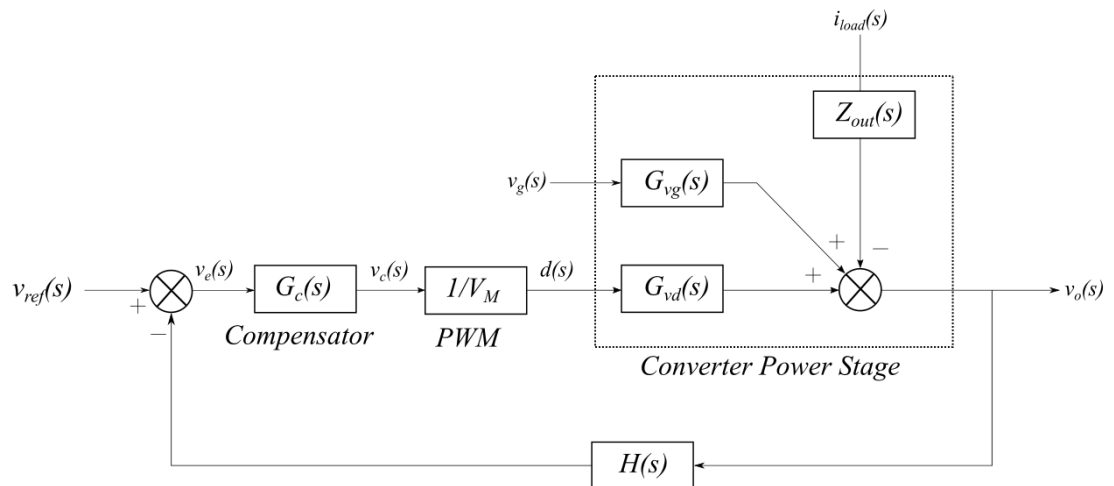 i_load(s)
Z_out(s)
v_g(s)
G_vg(s)
+
−
v_ref(s)
+
−
v_e(s)
G_c(s)
v_c(s)
1/V_M
d(s)
G_vd(s)
+
v_o(s)
Compensator
PWM
Converter Power Stage
H(s)